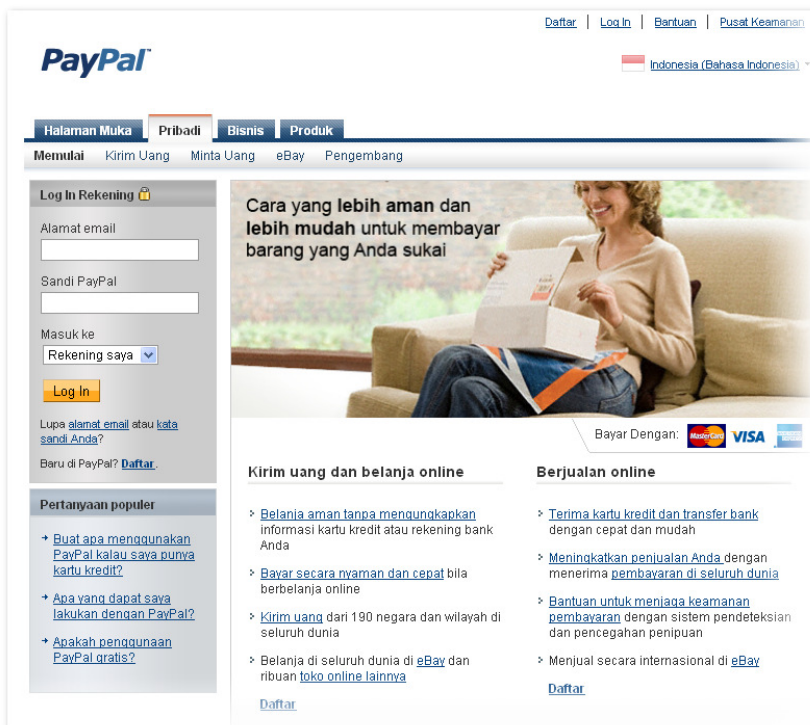 Daftar | Log In | Bantuan | Pusat Keamanan
PayPal™
Indonesia (Bahasa Indonesia)
Halaman Muka Pribadi Bisnis Produk
Memulai Kirim Uang Minta Uang eBay Pengembang
Log In Rekening
Alamat email
Sandi PayPal
Masuk ke
Rekening saya
Log In
Lupa alamat email atau kata
sandi Anda?
Baru di PayPal? Daftar.
Pertanyaan populer
Buat apa menggunakan
PayPal kalau saya punya
kartu kredit?
Apa yang dapat saya
lakukan dengan PayPal?
Apakah penggunaan
PayPal gratis?
Cara yang lebih aman dan
lebih mudah untuk membayar
barang yang Anda sukai
Bayar Dengan: MasterCard VISA
Kirim uang dan belanja online
Belanja aman tanpa mengungkapkan
informasi kartu kredit atau rekening bank
Anda
Bayar secara nyaman dan cepat bila
berbelanja online
Kirim uang dari 190 negara dan wilayah di
seluruh dunia
Belanja di seluruh dunia di eBay dan
ribuan toko online lainnya
Daftar
Berjualan online
Terima kartu kredit dan transfer bank
dengan cepat dan mudah
Meningkatkan penjualan Anda dengan
menerima pembayaran di seluruh dunia
Bantuan untuk menjaga keamanan
pembayaran dengan sistem pendeteksian
dan pencegahan penipuan
Menjual secara internasional di eBay
Daftar